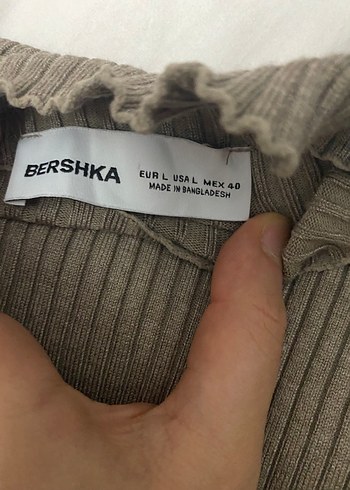 BERSHKA
EUR L USA L MEX 40
MADE IN BANGLADESH